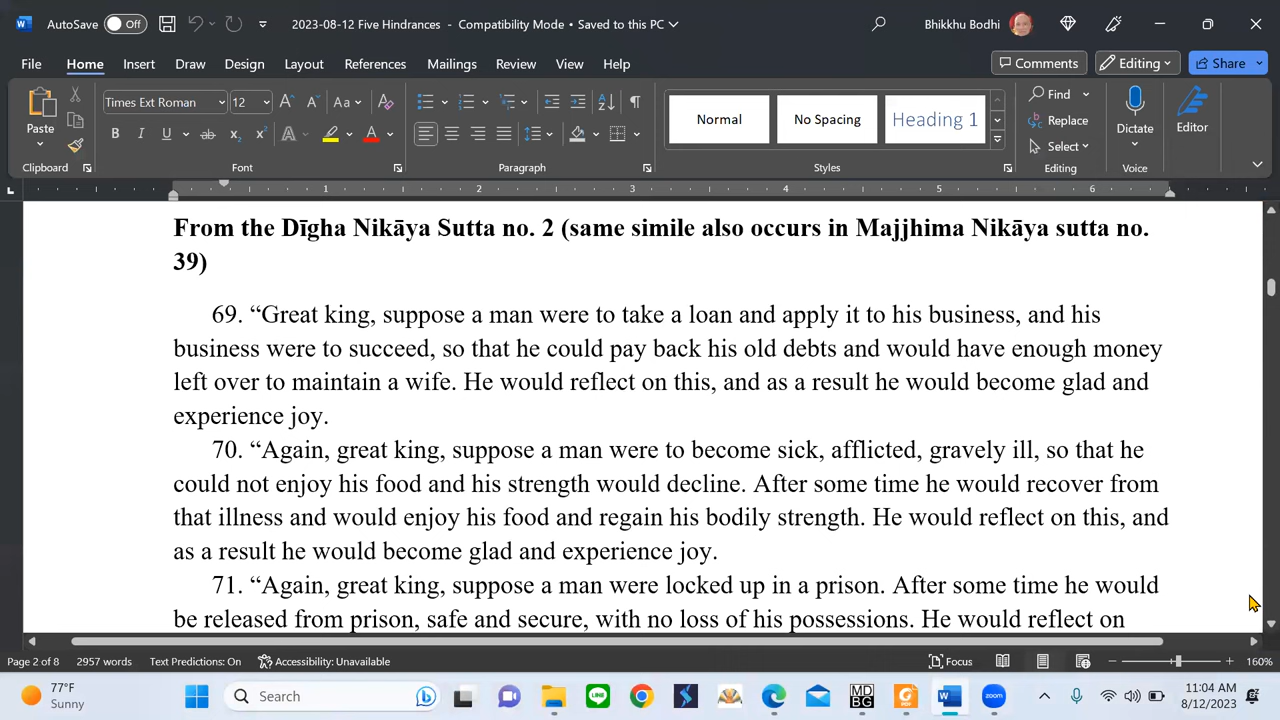 AutoSave Off 2023-08-12 Five Hindrances - Compatibility Mode • Saved to this PC Bhikkhu Bodhi
File Home Insert Draw Design Layout References Mailings Review View Help Comments Editing Share
Paste Times Ext Roman 12 Aa Normal No Spacing Heading 1 Find Replace Select Dictate Editor
Clipboard Font Paragraph Styles Editing Voice
1 2 3 4 5 6
From the Dīgha Nikāya Sutta no. 2 (same simile also occurs in Majjhima Nikāya sutta no.
39)
69. “Great king, suppose a man were to take a loan and apply it to his business, and his
business were to succeed, so that he could pay back his old debts and would have enough money
left over to maintain a wife. He would reflect on this, and as a result he would become glad and
experience joy.
70. “Again, great king, suppose a man were to become sick, afflicted, gravely ill, so that he
could not enjoy his food and his strength would decline. After some time he would recover from
that illness and would enjoy his food and regain his bodily strength. He would reflect on this, and
as a result he would become glad and experience joy.
71. “Again, great king, suppose a man were locked up in a prison. After some time he would
be released from prison, safe and secure, with no loss of his possessions. He would reflect on
Page 2 of 8 2957 words Text Predictions: On Accessibility: Unavailable Focus 160%
77°F
Sunny
Search
LINE
MD
BG
zoom
11:04 AM
8/12/2023